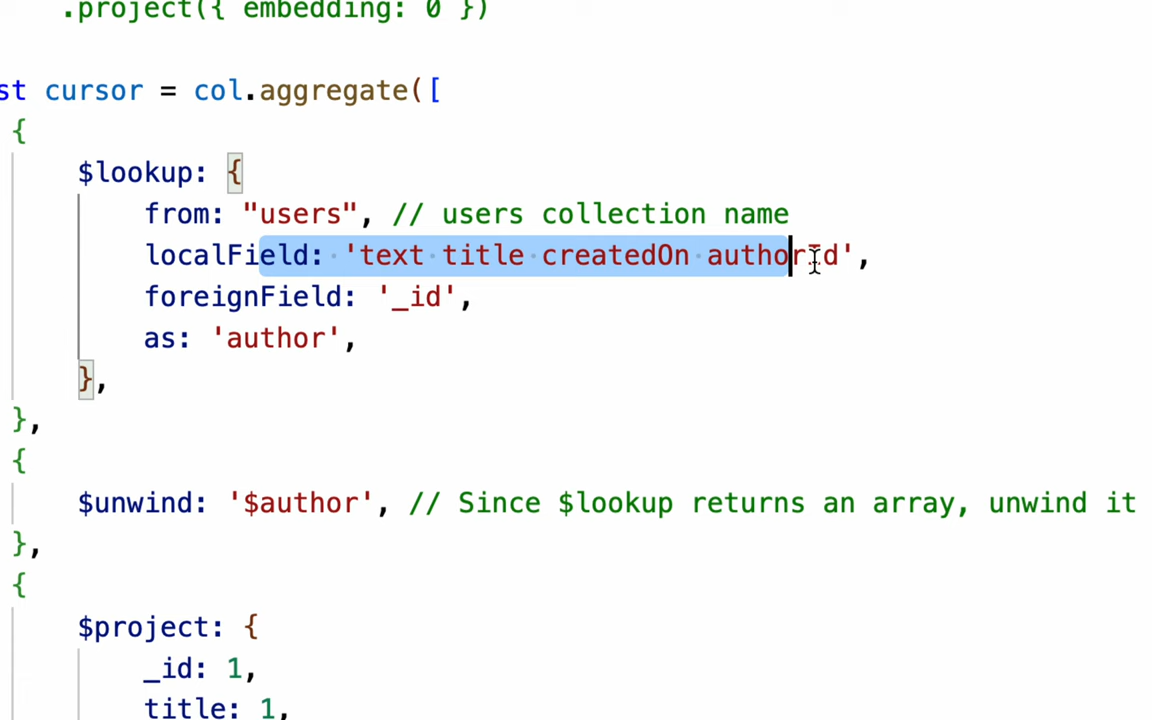 .project({ embedding: 0 })
st cursor = col.aggregate([
{
$lookup: {
from: "users", // users collection name
localField: 'text title createdOn authorId',
foreignField: '_id',
as: 'author',
},
},
{
$unwind: '$author', // Since $lookup returns an array, unwind it
},
{
$project: {
_id: 1,
title: 1,